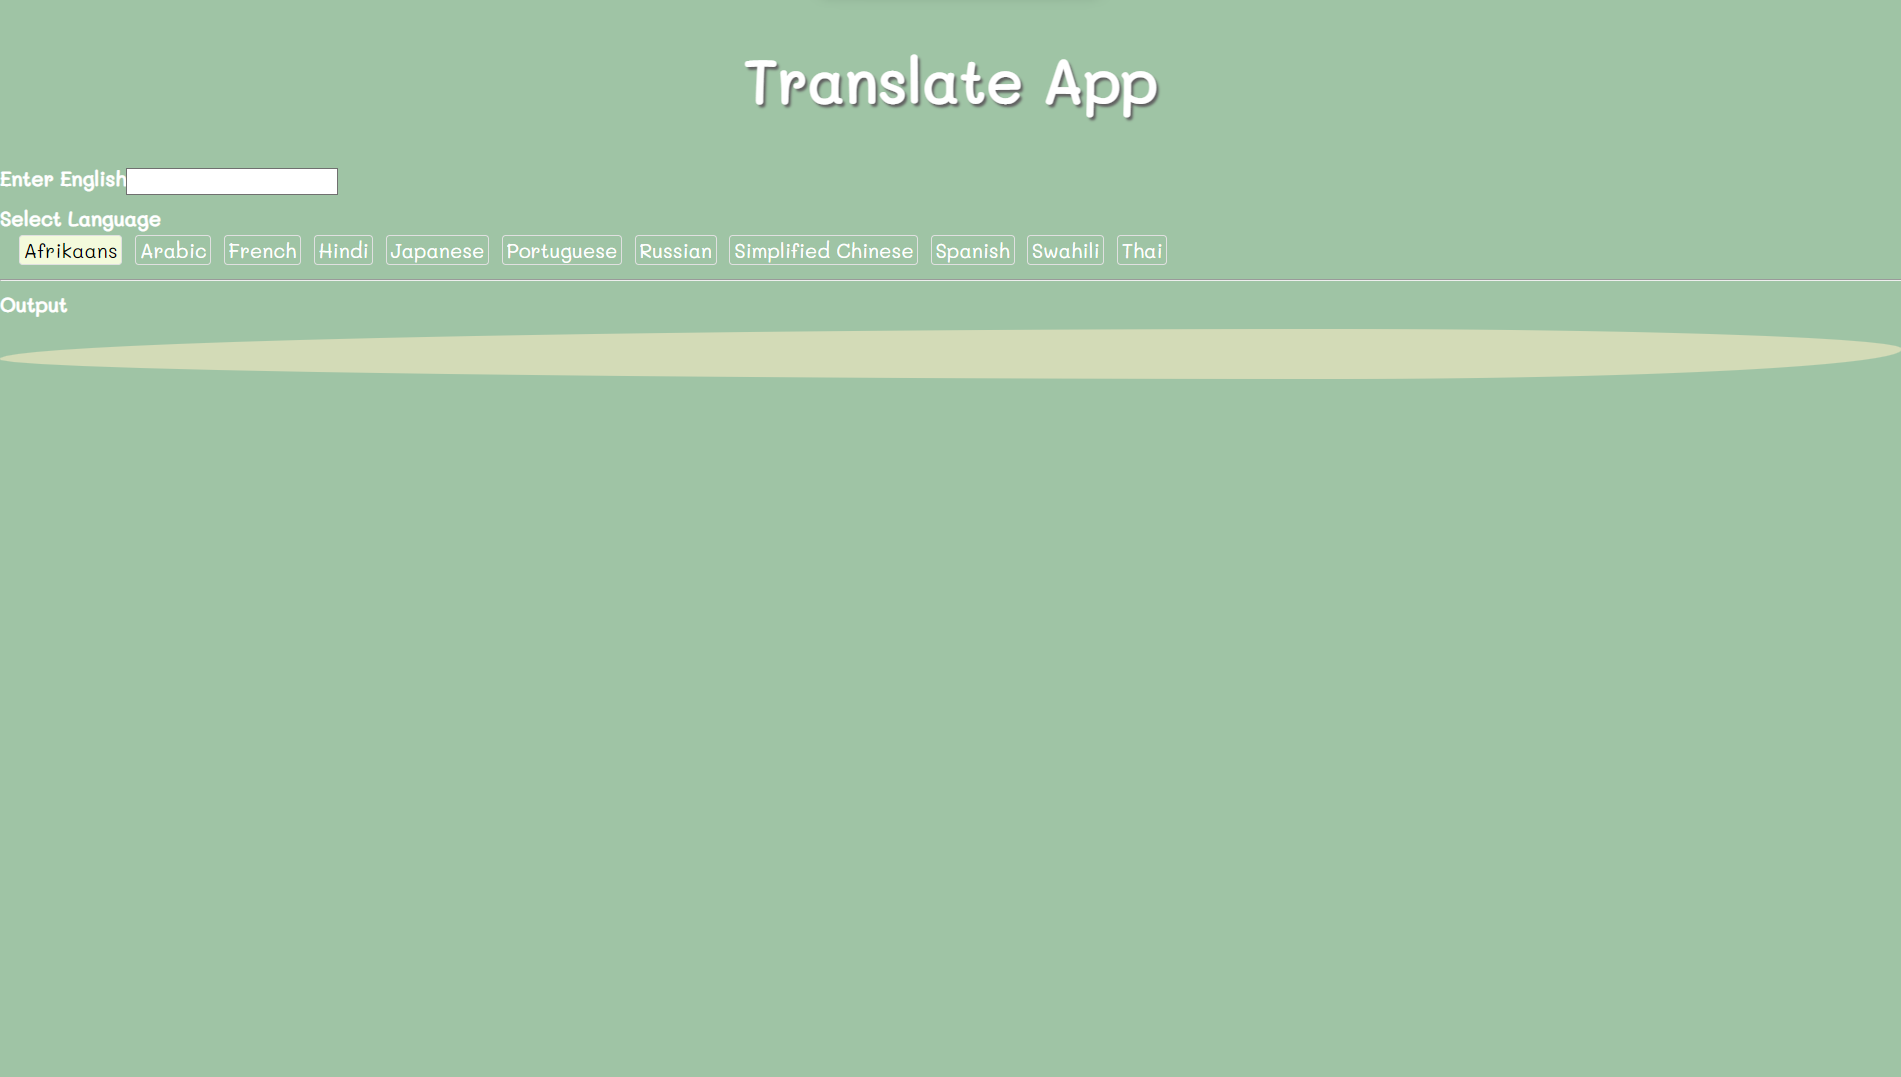 Translate App
Enter English
Select Language
Afrikaans Arabic French Hindi Japanese Portuguese Russian Simplified Chinese Spanish Swahili Thai
Output